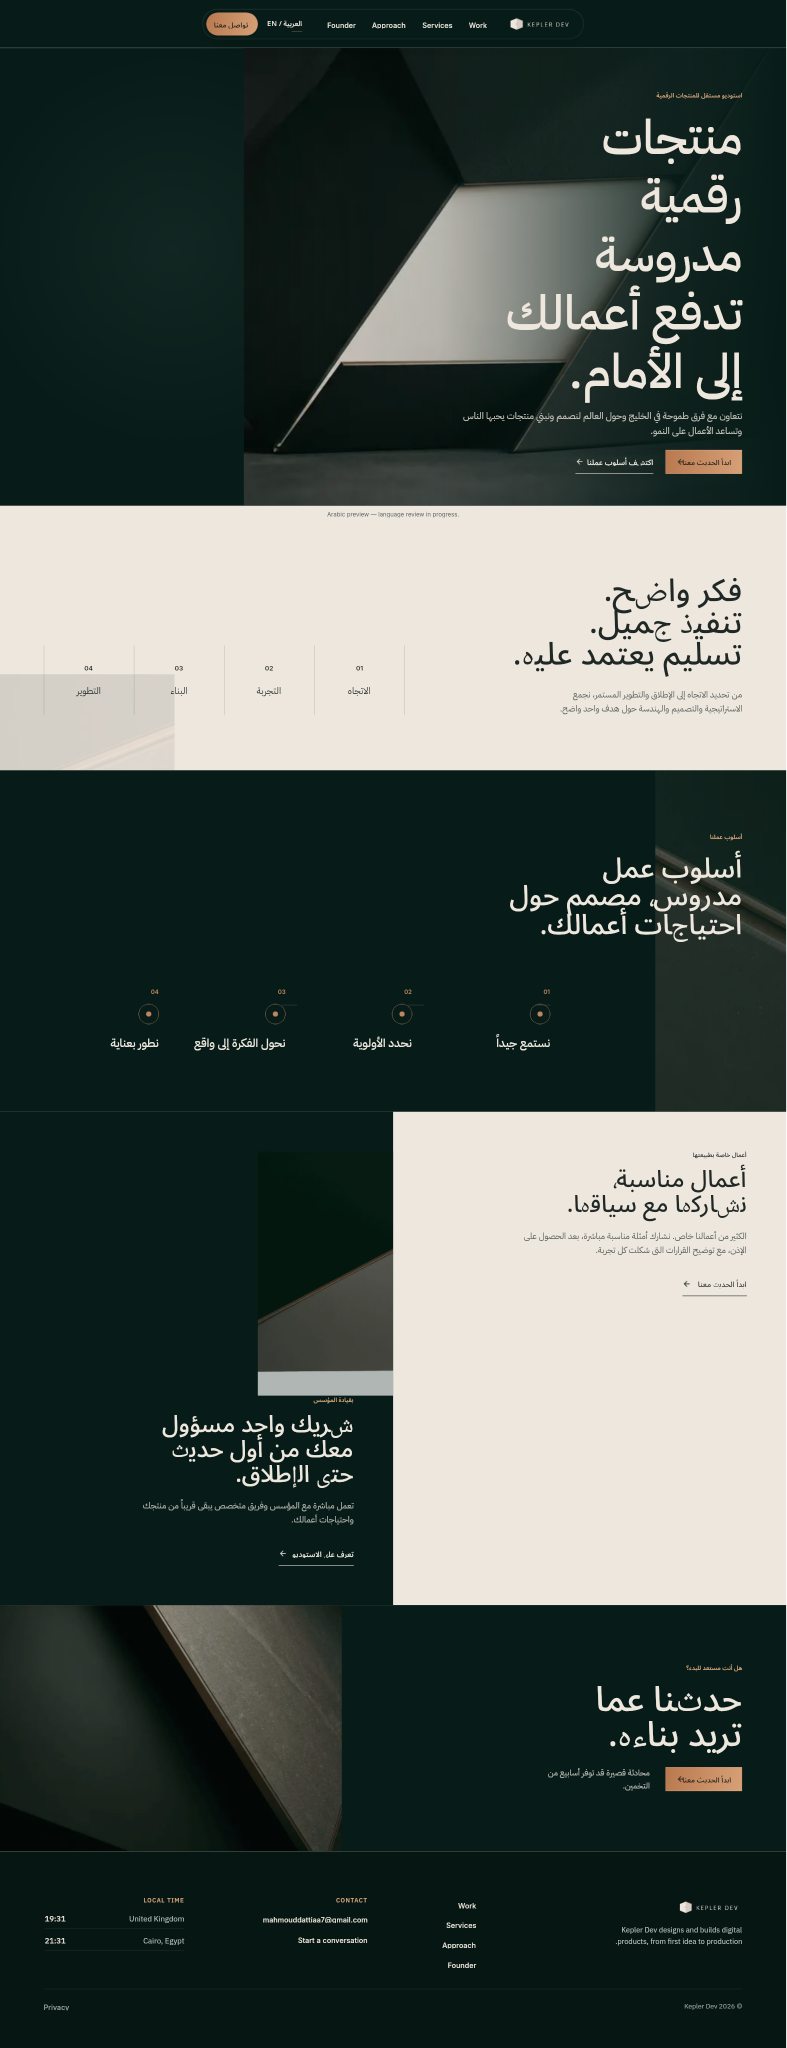 KEPLER DEV
Work
Services
Approach
Founder
العربية / EN
تواصل معنا
استوديو مستقل للمنتجات الرقمية
منتجات
رقمية
مدروسة
تدفع أعمالك
إلى الأمام.
نتعاون مع فرق طموحة في الخليج وحول العالم لنصمم ونبني منتجات يحبها الناس
وتساعد الأعمال على النمو.
ابدأ الحديث معنا ←
اكتشف أسلوب عملنا ←
Arabic preview — language review in progress.
فكر واضح.
تنفيذ جميل.
تسليم يعتمد عليه.
من تحديد الاتجاه إلى الإطلاق والتطوير المستمر، نجمع
الاستراتيجية والتصميم والهندسة حول هدف واحد واضح.
01
الاتجاه
02
التجربة
03
البناء
04
التطوير
أسلوب عملنا
أسلوب عمل
مدروس، مصمم حول
احتياجات أعمالك.
01
نستمع جيداً
02
نحدد الأولوية
03
نحول الفكرة إلى واقع
04
نطور بعناية
أعمال خاصة بطبيعتها
أعمال مناسبة،
نشاركها مع سياقها.
الكثير من أعمالنا خاص. نشارك أمثلة مناسبة مباشرة، بعد الحصول على
الإذن، مع توضيح القرارات التي شكلت كل تجربة.
ابدأ الحديث معنا ←
بقيادة المؤسس
شريك واحد مسؤول
معك من أول حديث
حتى الإطلاق.
تعمل مباشرة مع المؤسس وفريق متخصص يبقى قريباً من منتجك
واحتياجات أعمالك.
تعرف على الاستوديو ←
هل أنت مستعد للبدء؟
حدثنا عما
تريد بناءه.
ابدأ الحديث معنا ←
محادثة قصيرة قد توفر أسابيع من
التخمين.
KEPLER DEV
Kepler Dev designs and builds digital
.products, from first idea to production
Work
Services
Approach
Founder
CONTACT
mahmouddattiaa7@gmail.com
Start a conversation
LOCAL TIME
United Kingdom 19:31
Cairo, Egypt 21:31
Kepler Dev 2026 ©
Privacy